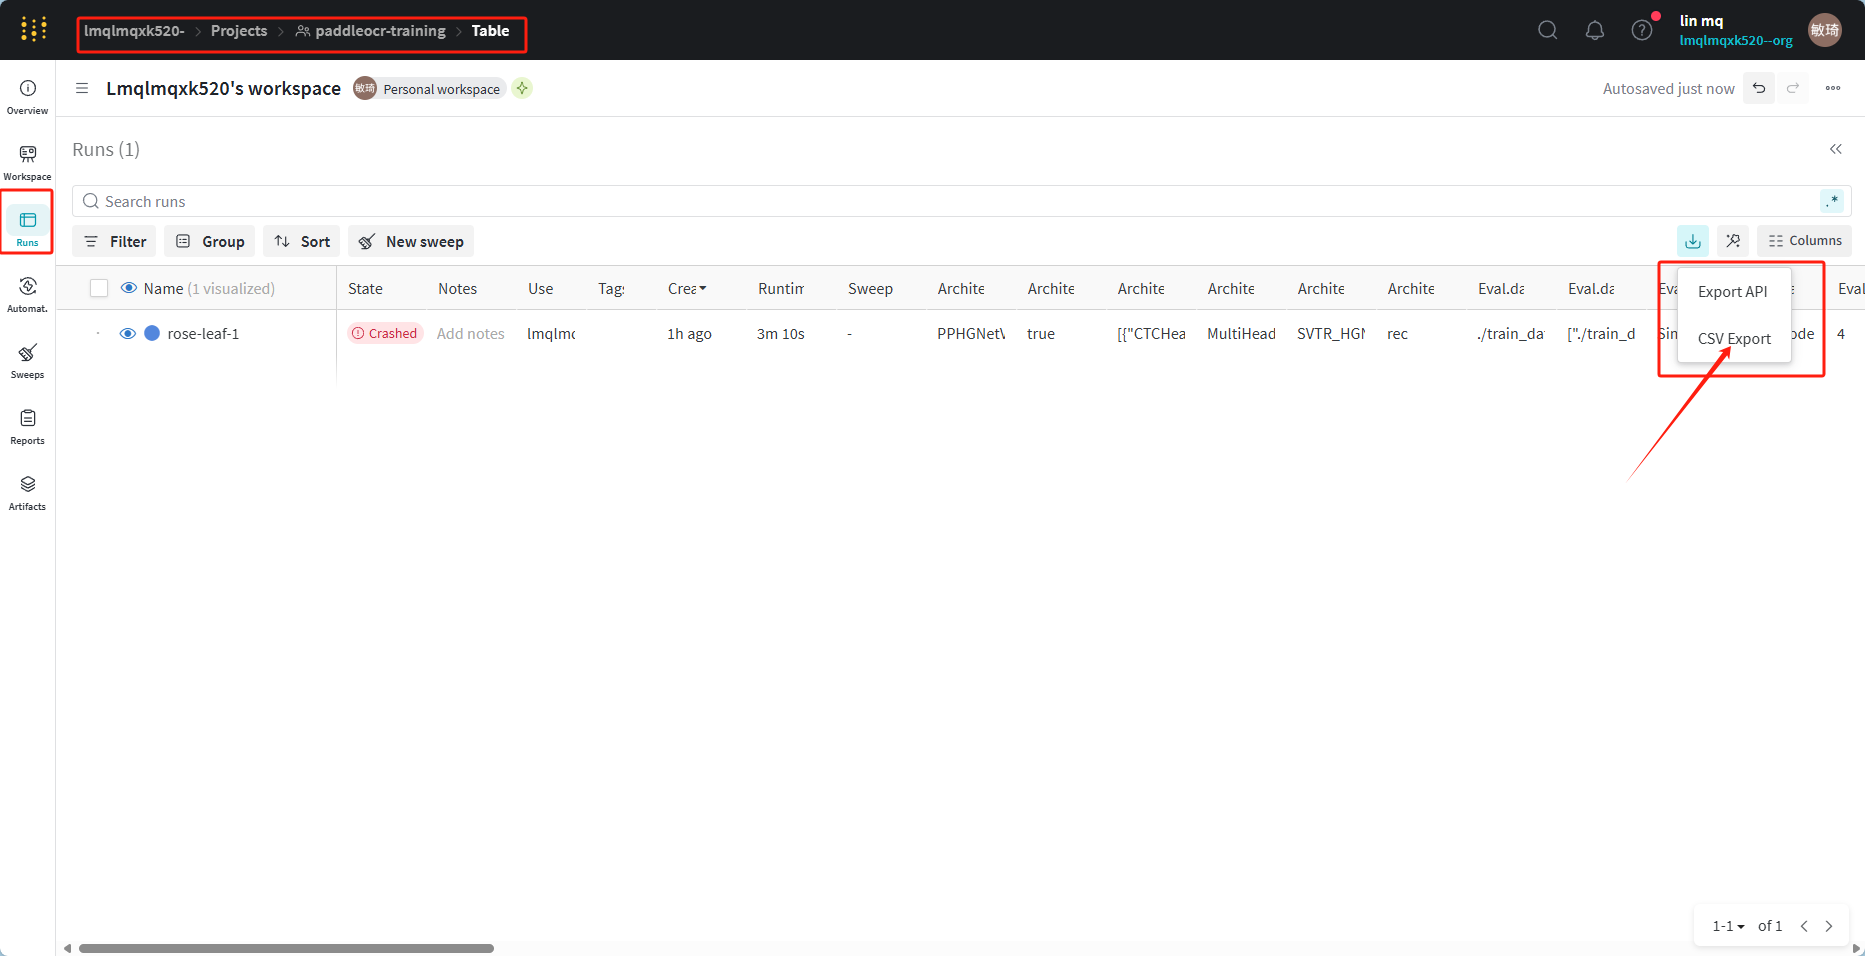 lmqlmqxk520- > Projects > paddleocr-training > Table
lin mq
lmqlmqxk520--org
敏琦
Overview
Workspace
Runs
Automat.
Sweeps
Reports
Artifacts
Lmqlmqxk520's workspace 敏琦 Personal workspace
Autosaved just now
Runs (1)
Search runs
.*
Filter Group Sort New sweep
Columns
Name (1 visualized) State Notes Use Tags Crea Runtim Sweep Archite Archite Archite Archite Archite Archite Eval.da Eval.da Eva Eval
rose-leaf-1 Crashed Add notes lmqlmc 1h ago 3m 10s - PPHGNetV true [{"CTCHea MultiHead SVTR_HGN rec ./train_da ["./train_d Sin ode 4
Export API
CSV Export
1-1 of 1